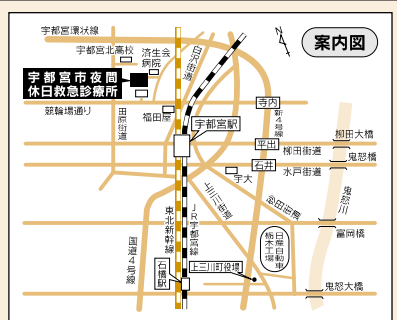 宇都宮環状線
案内図
宇都宮北高校
済生会
病院
白沢街道
宇都宮市夜間
休日救急診療所
競輪場通り
田原街道
福田屋
宇都宮駅
寺内
新4号線
平出
石井
柳田大橋
柳田街道
鬼怒橋
水戸街道
宇大
上三川街道
鬼怒川
東北新幹線
JR宇都宮線
国道4号線
日産自動車
栃木工場
富岡橋
石橋駅
上三川町役場
鬼怒大橋
N